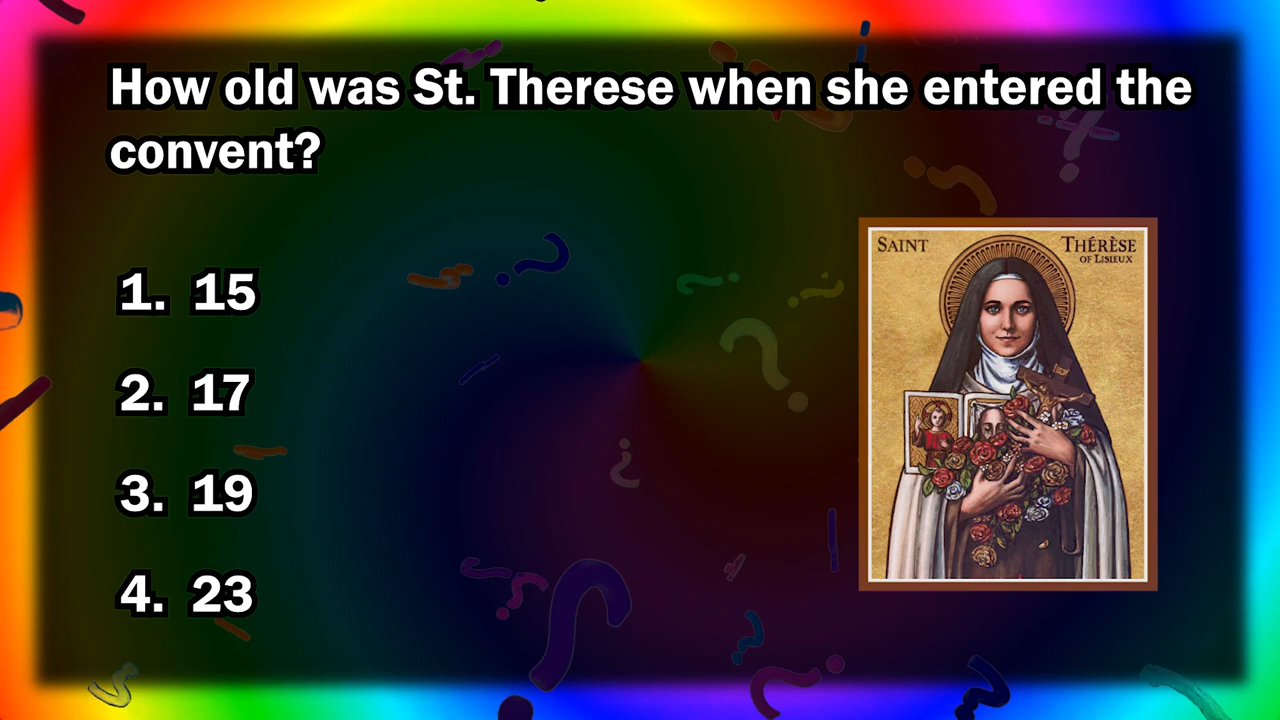 How old was St. Therese when she entered the
convent?
1. 15
2. 17
3. 19
4. 23
SAINT THÉRÈSE
OF LISIEUX